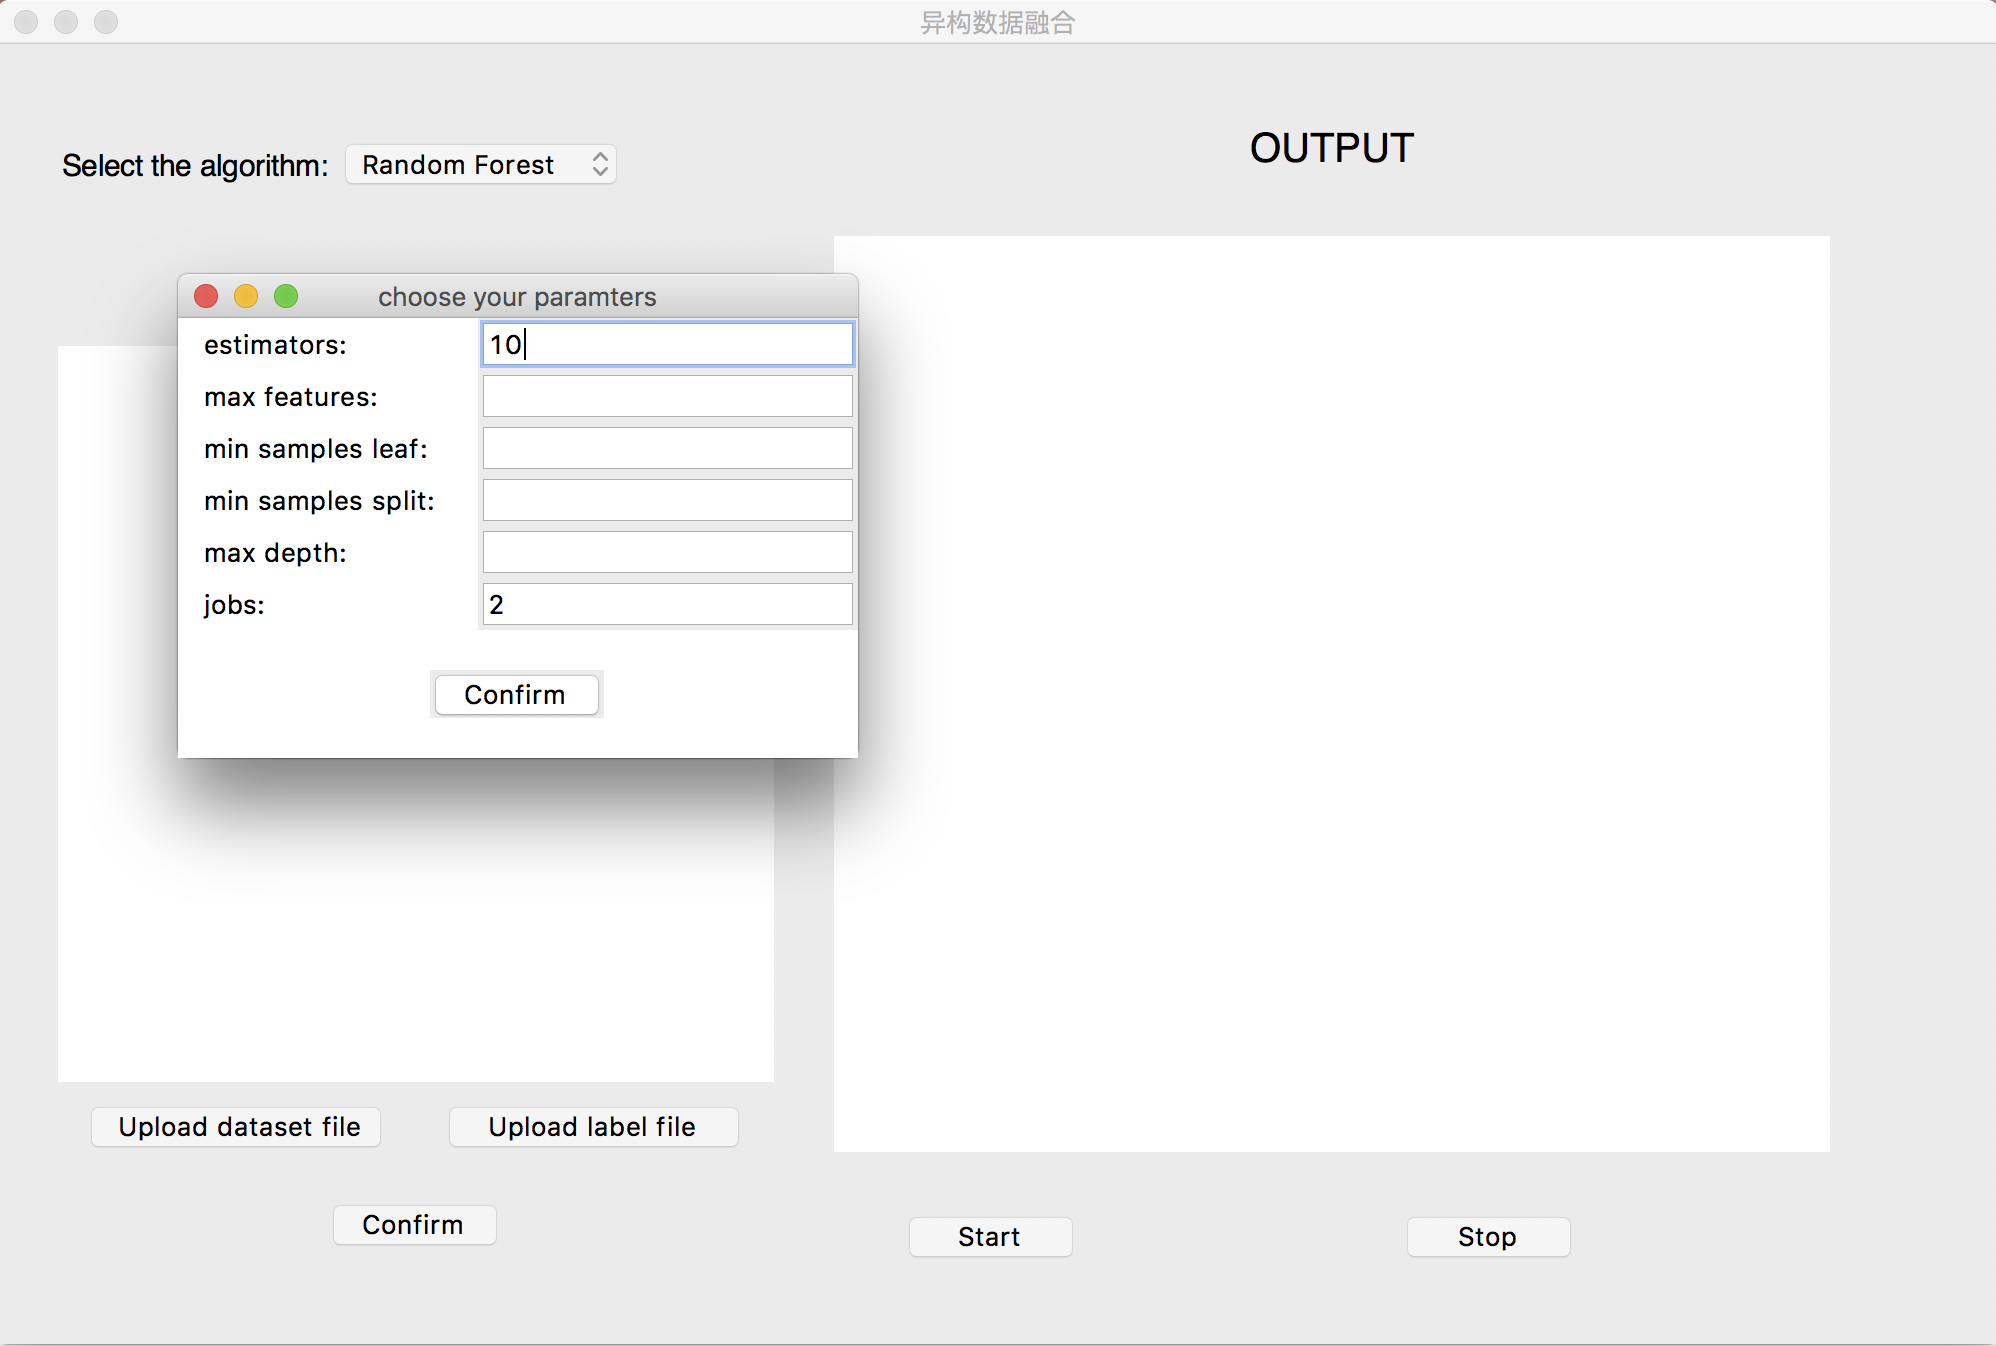 异构数据融合
Select the algorithm: Random Forest
OUTPUT
choose your paramters
estimators: 10
max features:
min samples leaf:
min samples split:
max depth:
jobs: 2
Confirm
Upload dataset file Upload label file
Confirm
Start Stop